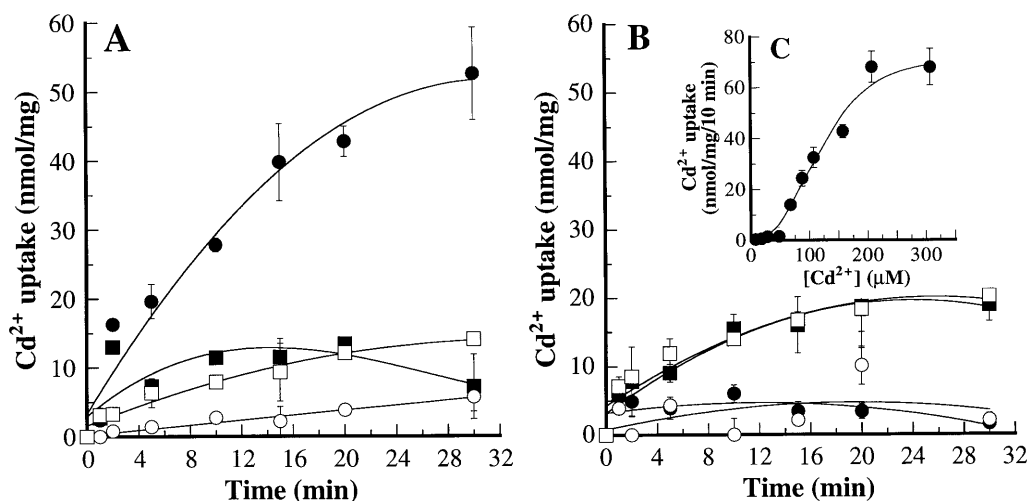 A
60
50
40
30
20
10
0
Cd2+ uptake (nmol/mg)
0 4 8 12 16 20 24 28 32
Time (min)
B
60
50
40
30
20
10
0
Cd2+ uptake (nmol/mg)
0 4 8 12 16 20 24 28 32
Time (min)
C
80
60
40
20
0
Cd2+ uptake
(nmol/mg/10 min)
100 200 300
[Cd2+] (μM)